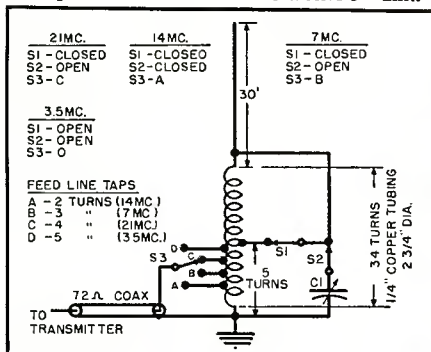 21MC.
S1 - CLOSED
S2 - OPEN
S3 - C
14MC.
S1 - CLOSED
S2 - CLOSED
S3 - A
7MC.
S1 - CLOSED
S2 - OPEN
S3 - B
3.5MC.
S1 - OPEN
S2 - OPEN
S3 - O
30'
FEED LINE TAPS
A - 2 TURNS (14MC)
B - 3 " (7MC)
C - 4 " (21MC)
D - 5 " (3.5MC.)
D
C
B
A
S3
S1
S2
C1
5
TURNS
34 TURNS
1/4" COPPER TUBING
2 3/4" DIA.
72Ω COAX
TO
TRANSMITTER